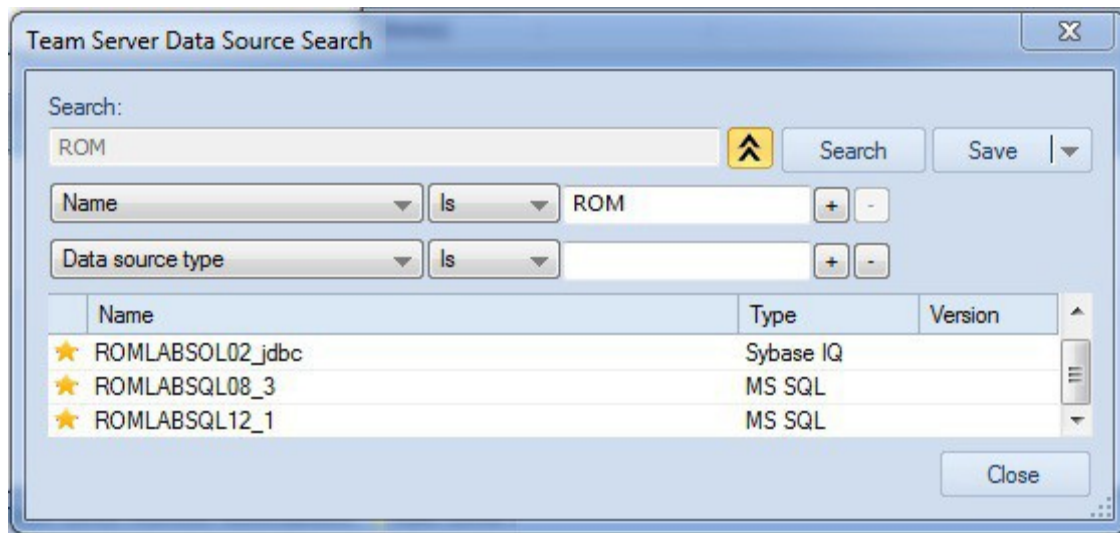 Team Server Data Source Search
Search:
ROM Search Save
Name Is ROM + -
Data source type Is + -
Name Type Version
ROMLABSOL02_jdbc Sybase IQ
ROMLABSQL08_3 MS SQL
ROMLABSQL12_1 MS SQL
Close